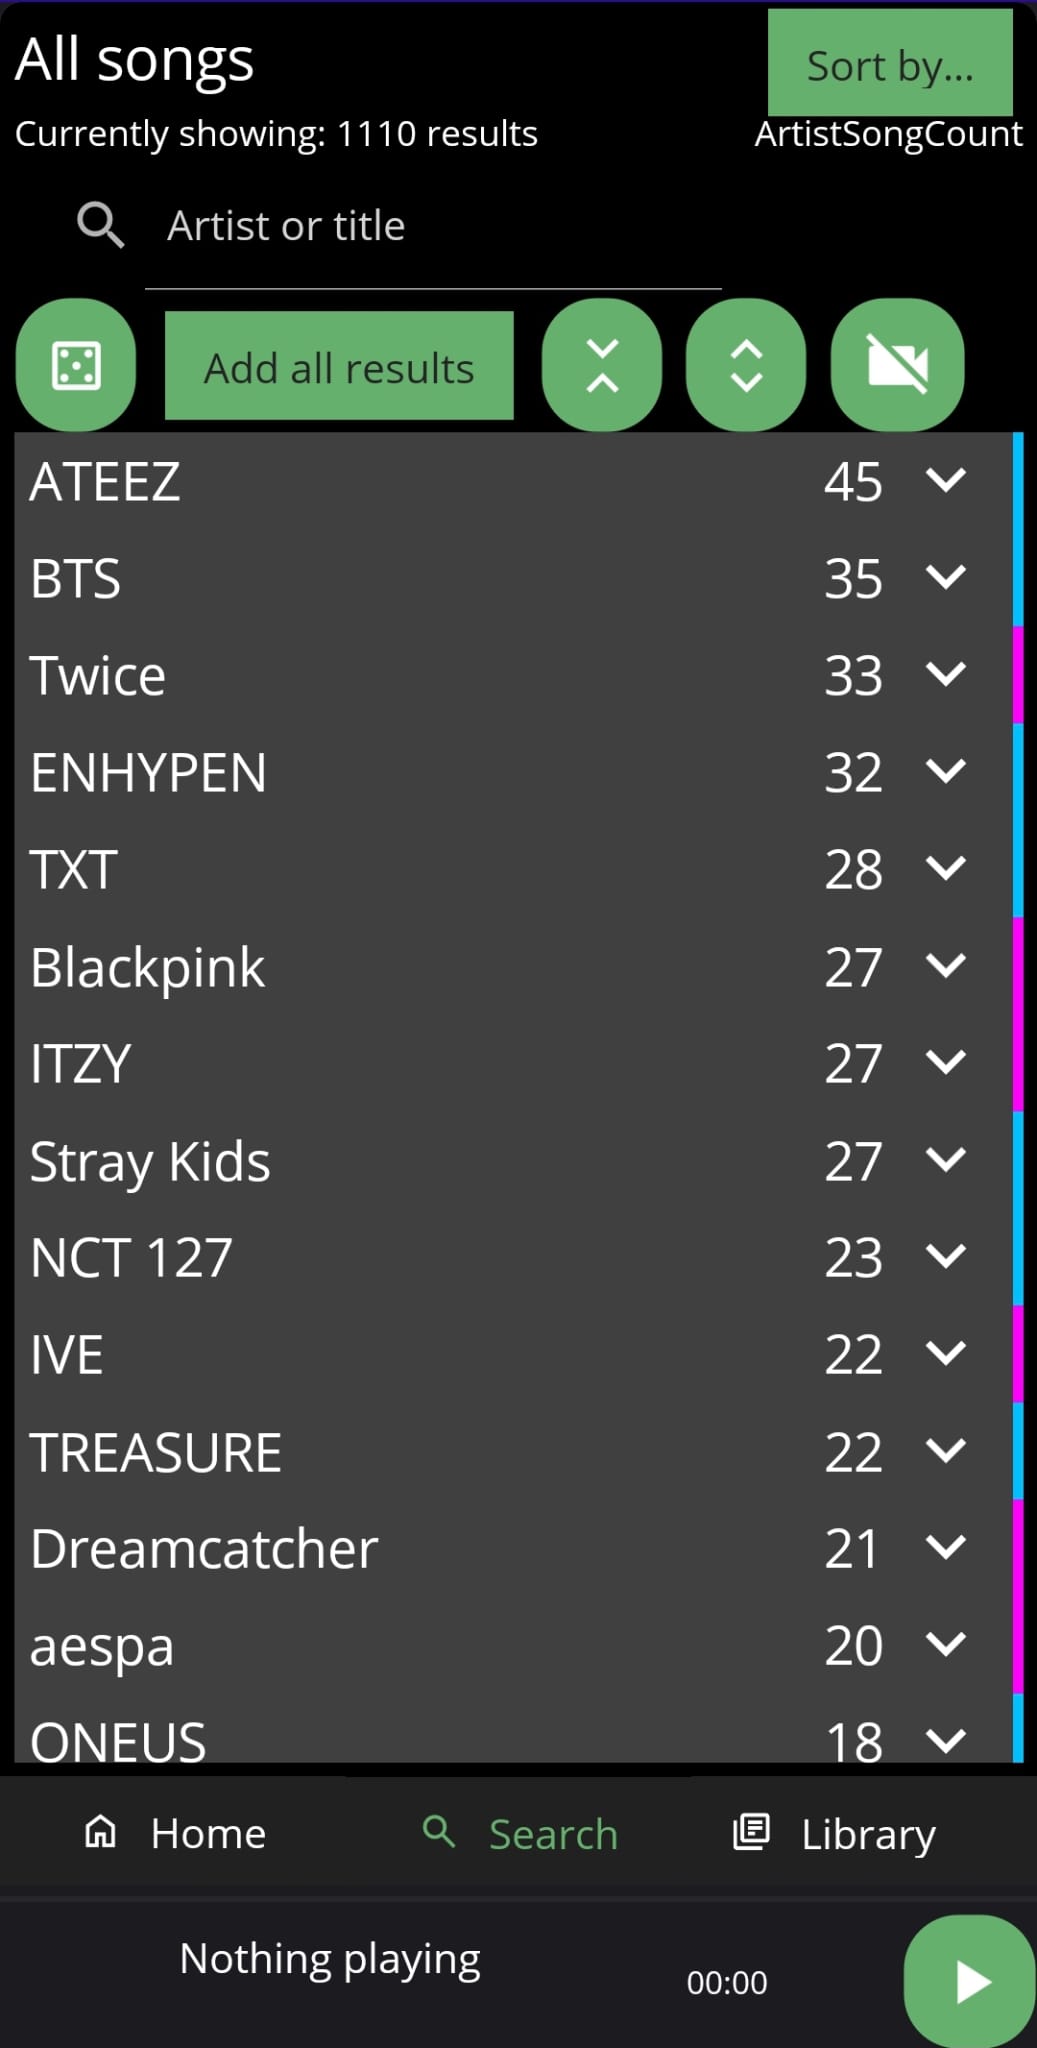 All songs
Sort by...
Currently showing: 1110 results
ArtistSongCount
Artist or title
Add all results
ATEEZ 45
BTS 35
Twice 33
ENHYPEN 32
TXT 28
Blackpink 27
ITZY 27
Stray Kids 27
NCT 127 23
IVE 22
TREASURE 22
Dreamcatcher 21
aespa 20
ONEUS 18
Home Search Library
Nothing playing
00:00